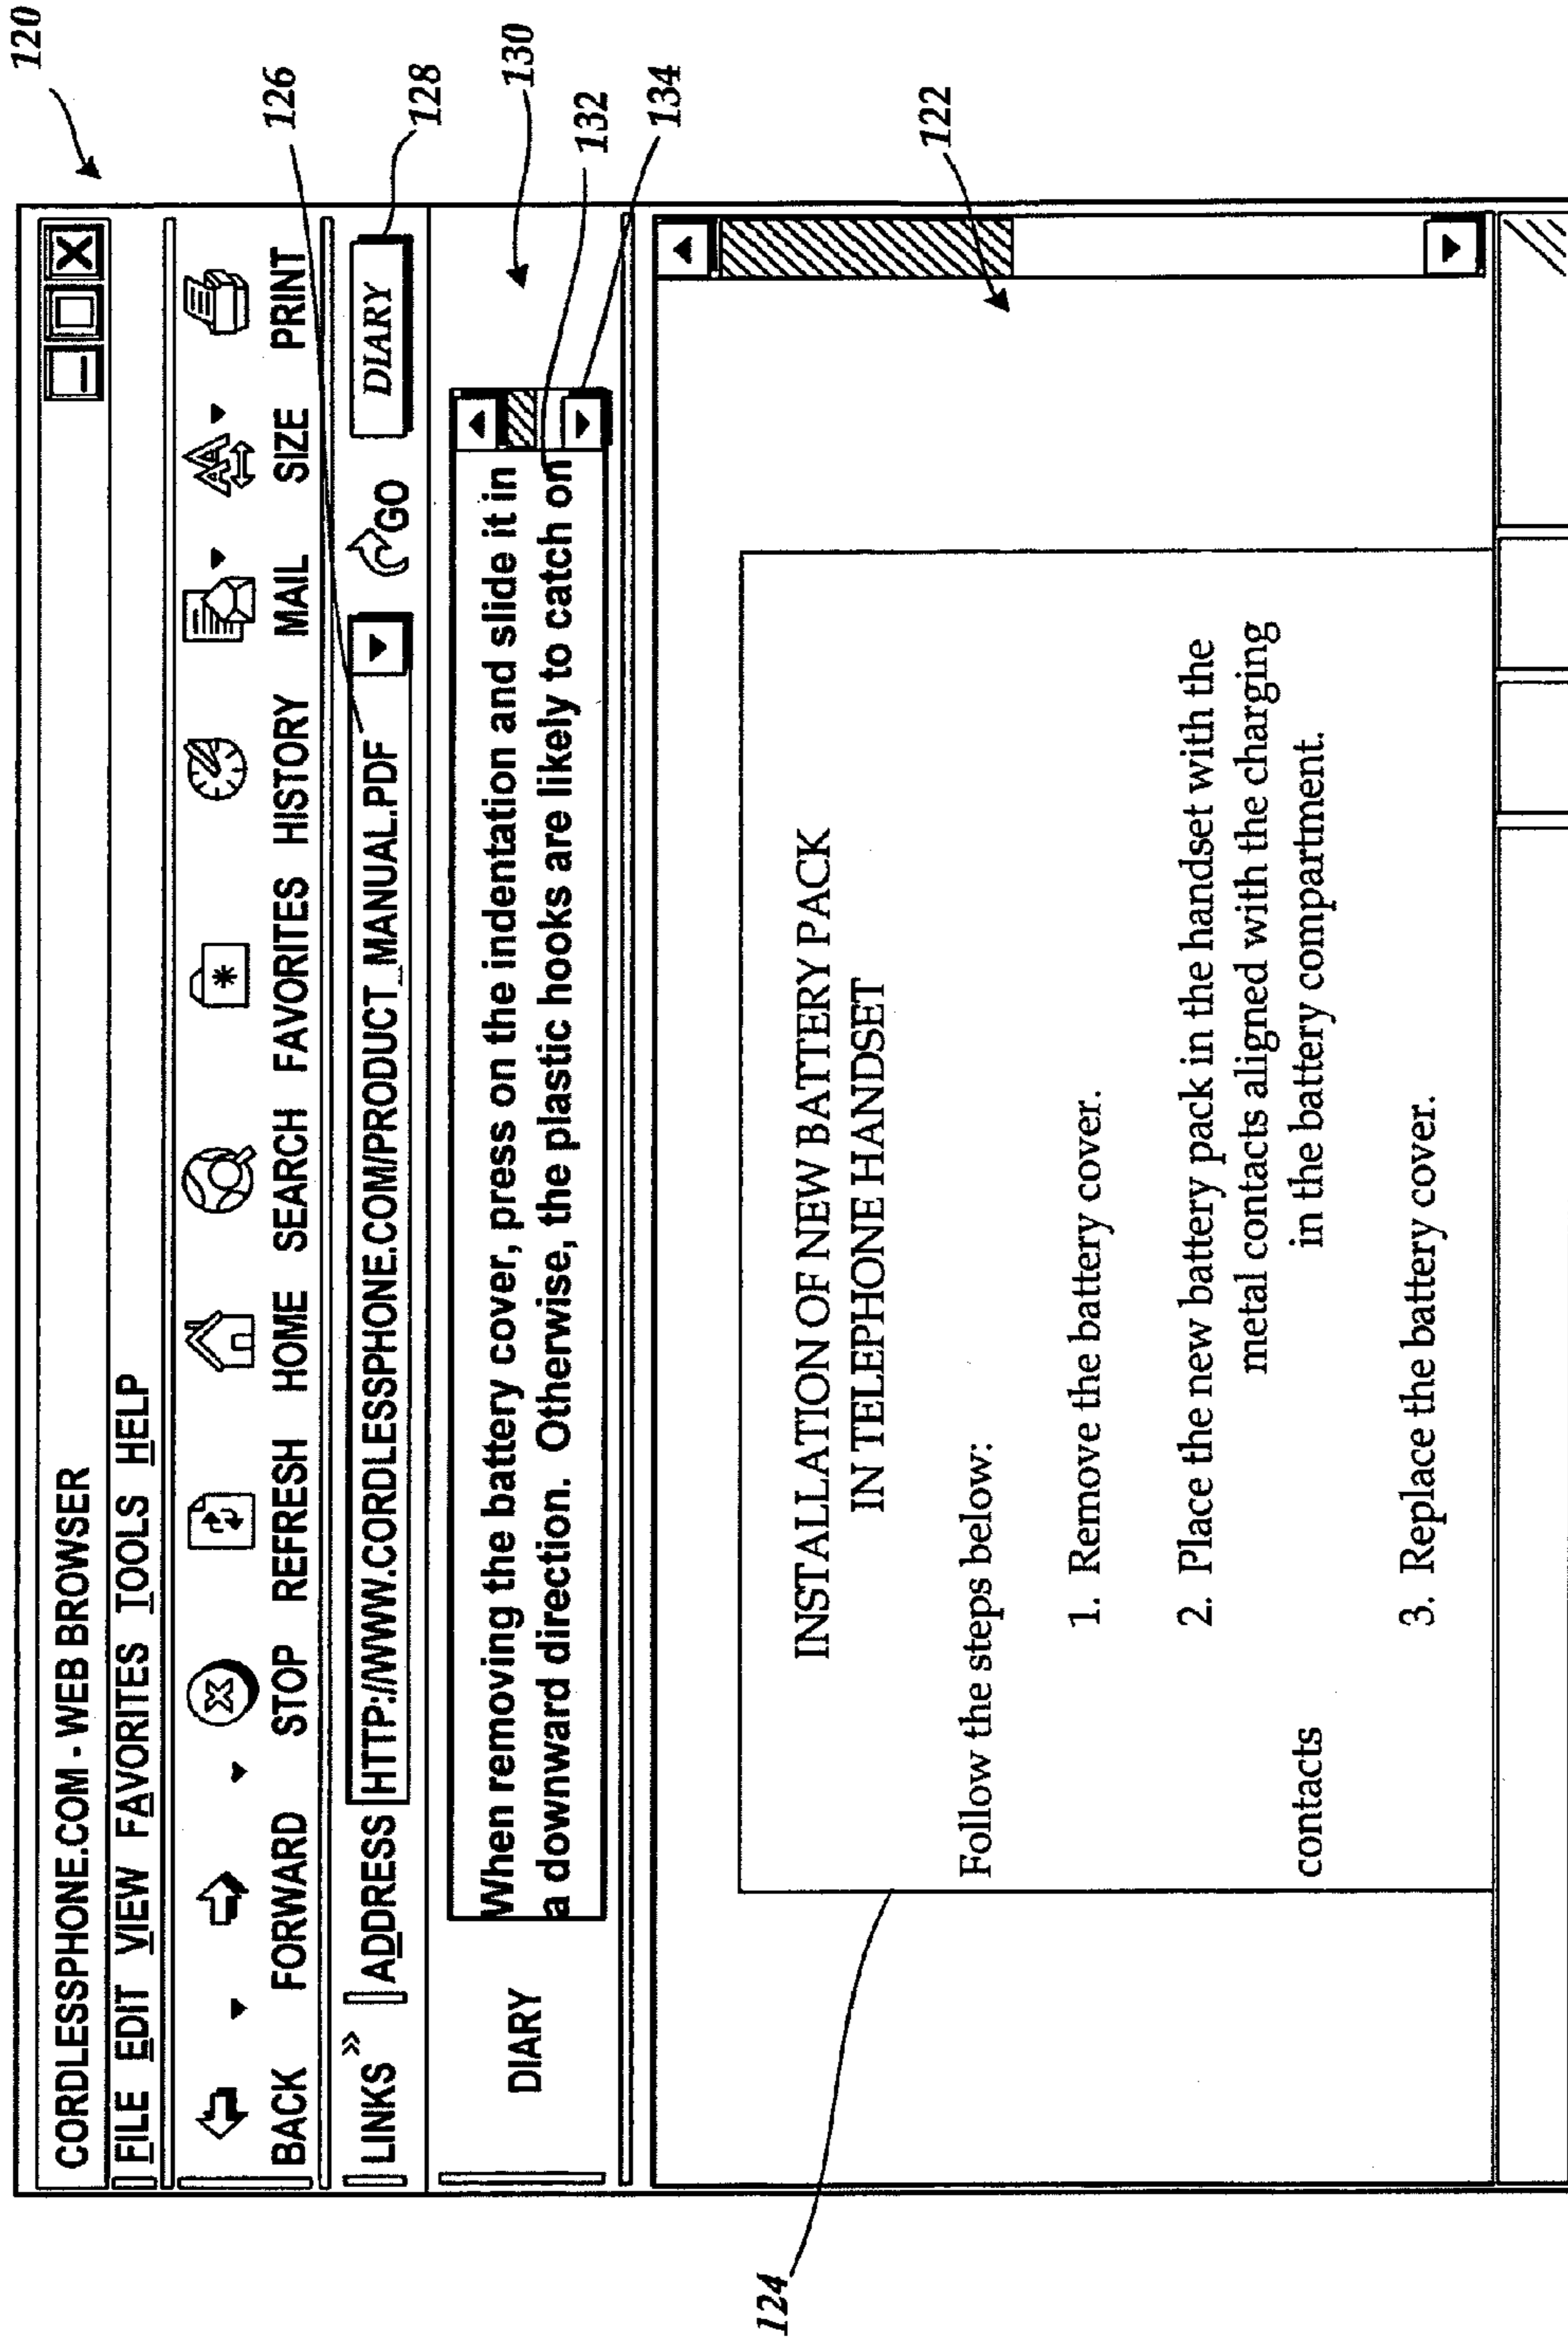 120
CORDLESSPHONE.COM - WEB BROWSER
FILE EDIT VIEW FAVORITES TOOLS HELP
BACK FORWARD STOP REFRESH HOME SEARCH FAVORITES HISTORY MAIL SIZE PRINT
126
LINKS » ADDRESS HTTP://WWW.CORDLESSPHONE.COM/PRODUCT_MANUAL.PDF GO DIARY
128
130
DIARY
When removing the battery cover, press on the indentation and slide it in
a downward direction. Otherwise, the plastic hooks are likely to catch on
132
134
122
INSTALLATION OF NEW BATTERY PACK
IN TELEPHONE HANDSET
124
Follow the steps below:
1. Remove the battery cover.
2. Place the new battery pack in the handset with the
metal contacts aligned with the charging
contacts in the battery compartment.
3. Replace the battery cover.